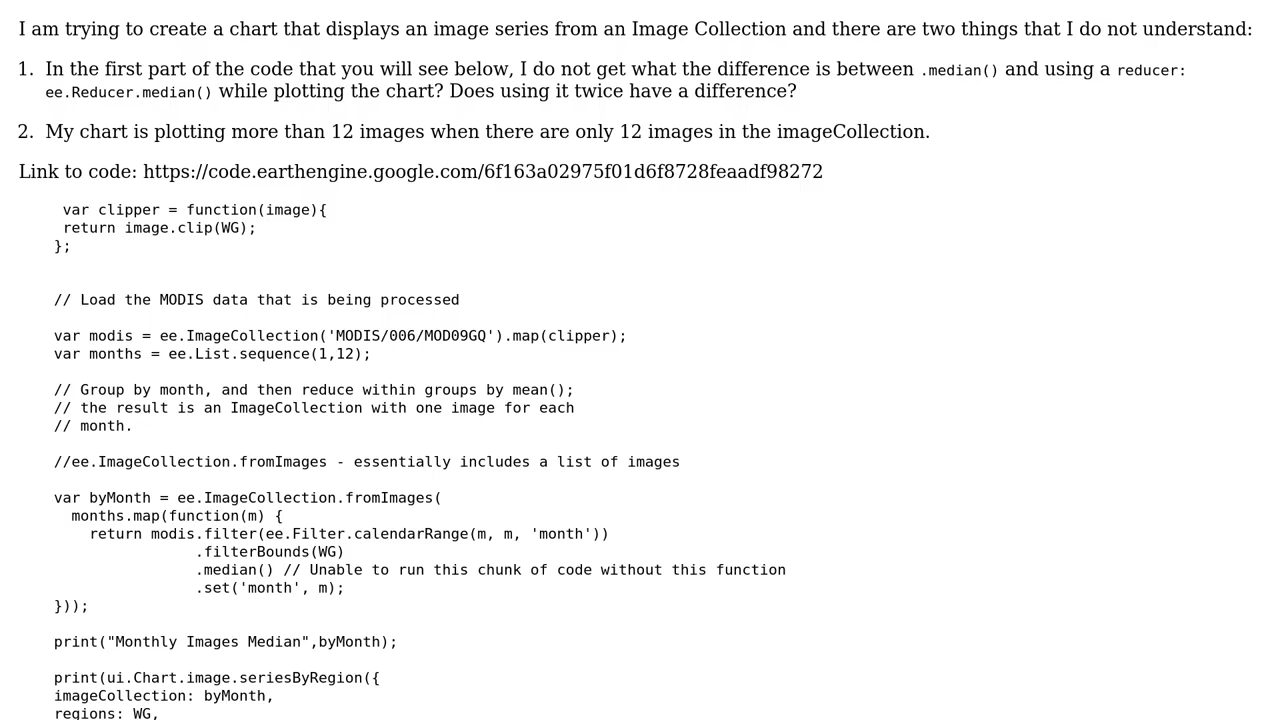 I am trying to create a chart that displays an image series from an Image Collection and there are two things that I do not understand:
1. In the first part of the code that you will see below, I do not get what the difference is between .median() and using a reducer:
ee.Reducer.median() while plotting the chart? Does using it twice have a difference?
2. My chart is plotting more than 12 images when there are only 12 images in the imageCollection.
Link to code: https://code.earthengine.google.com/6f163a02975f01d6f8728feaadf98272
var clipper = function(image){
return image.clip(WG);
};
// Load the MODIS data that is being processed
var modis = ee.ImageCollection('MODIS/006/MOD09GQ').map(clipper);
var months = ee.List.sequence(1,12);
// Group by month, and then reduce within groups by mean();
// the result is an ImageCollection with one image for each
// month.
//ee.ImageCollection.fromImages - essentially includes a list of images
var byMonth = ee.ImageCollection.fromImages(
months.map(function(m) {
return modis.filter(ee.Filter.calendarRange(m, m, 'month'))
.filterBounds(WG)
.median() // Unable to run this chunk of code without this function
.set('month', m);
}));
print("Monthly Images Median",byMonth);
print(ui.Chart.image.seriesByRegion({
imageCollection: byMonth,
regions: WG,